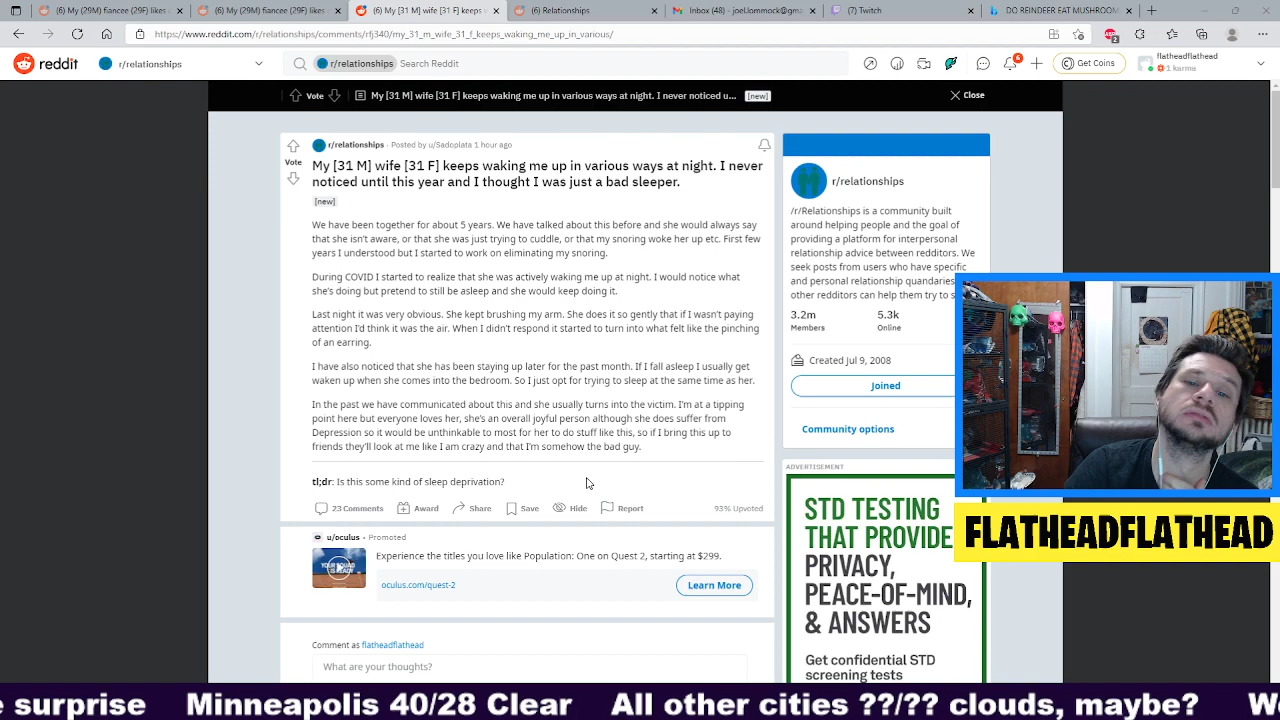 (6) My (29M) fiancee (29F) likes
(6) My (29M) fiancee (29F) likes
(6) My [31 M] wife [31 F] keeps
(6) Relationships
Inbox (48) - joel.lommock@gma
(7) Twitch
DO REINDEER EAT MUSHROOM
https://www.reddit.com/r/relationships/comments/rfj340/my_31_m_wife_31_f_keeps_waking_me_up_in_various/
ABP
2
reddit
r/relationships
r/relationships
Search Reddit
6
Get Coins
flatheadflathead
1 karma
Vote
My [31 M] wife [31 F] keeps waking me up in various ways at night. I never noticed u...
[new]
Close
Vote
r/relationships · Posted by u/Sadoplata 1 hour ago
My [31 M] wife [31 F] keeps waking me up in various ways at night. I never
noticed until this year and I thought I was just a bad sleeper.
[new]
We have been together for about 5 years. We have talked about this before and she would always say
that she isn't aware, or that she was just trying to cuddle, or that my snoring woke her up etc. First few
years I understood but I started to work on eliminating my snoring.
During COVID I started to realize that she was actively waking me up at night. I would notice what
she's doing but pretend to still be asleep and she would keep doing it.
Last night it was very obvious. She kept brushing my arm. She does it so gently that if I wasn't paying
attention I'd think it was the air. When I didn't respond it started to turn into what felt like the pinching
of an earring.
I have also noticed that she has been staying up later for the past month. If I fall asleep I usually get
waken up when she comes into the bedroom. So I just opt for trying to sleep at the same time as her.
In the past we have communicated about this and she usually turns into the victim. I'm at a tipping
point here but everyone loves her, she's an overall joyful person although she does suffer from
Depression so it would be unthinkable to most for her to do stuff like this, so if I bring this up to
friends they'll look at me like I am crazy and that I'm somehow the bad guy.
tl;dr: Is this some kind of sleep deprivation?
23 Comments
Award
Share
Save
Hide
Report
93% Upvoted
u/oculus · Promoted
Experience the titles you love like Population: One on Quest 2, starting at $299.
YOUR SQUAD
IS READY
oculus.com/quest-2
Learn More
Comment as flatheadflathead
What are your thoughts?
r/relationships
/r/Relationships is a community built
around helping people and the goal of
providing a platform for interpersonal
relationship advice between redditors. We
seek posts from users who have specific
and personal relationship quandaries
other redditors can help them try to s
3.2m
Members
5.3k
Online
Created Jul 9, 2008
Joined
Community options
ADVERTISEMENT
STD TESTING
THAT PROVIDE
PRIVACY,
PEACE-OF-MIND,
& ANSWERS
Get confidential STD
screening tests
FLATHEADFLATHEAD
e surprise Minneapolis 40/28 Clear All other cities ??/?? clouds, maybe? W